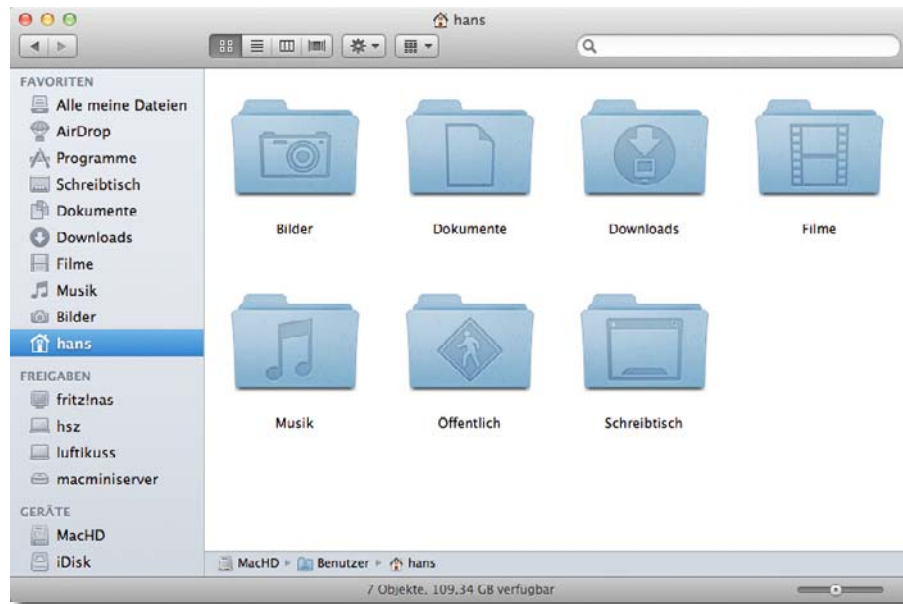 hans
FAVORITEN
Alle meine Dateien
AirDrop
Programme
Schreibtisch
Dokumente
Downloads
Filme
Musik
Bilder
hans
FREIGABEN
fritz!nas
hsz
luftikuss
macminiserver
GERÄTE
MacHD
iDisk
Bilder
Dokumente
Downloads
Filme
Musik
Öffentlich
Schreibtisch
MacHD ▸ Benutzer ▸ hans
7 Objekte, 109,34 GB verfügbar